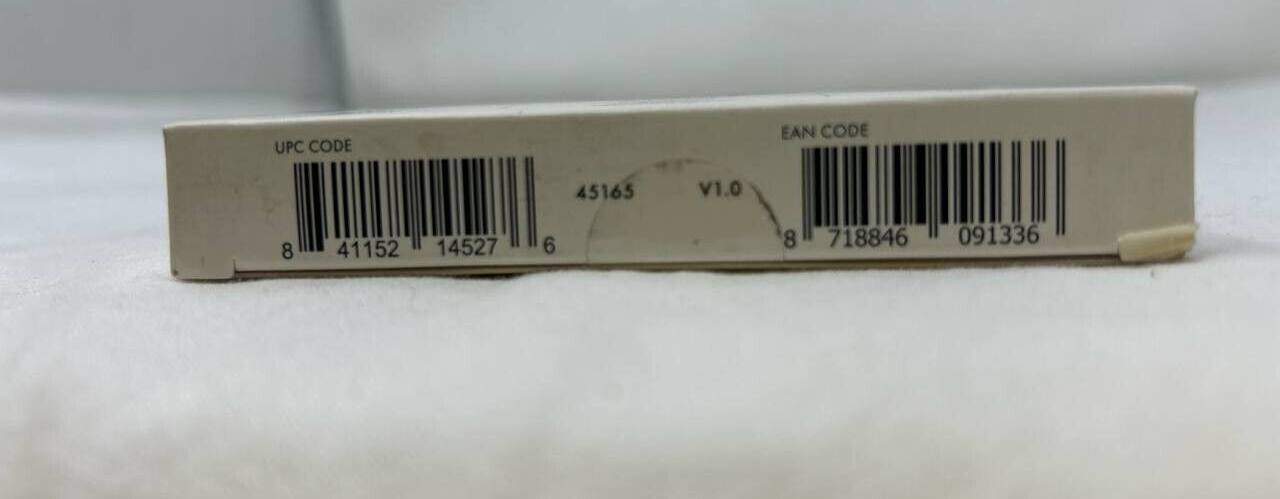 UPC CODE
8 41152 14527 6
45165 V1.0
EAN CODE
8 718846 091336